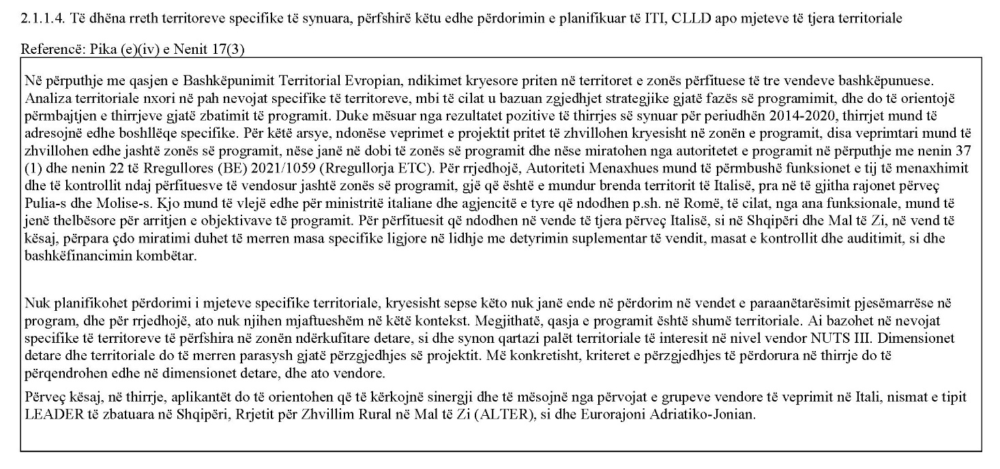 2.1.1.4. Të dhëna rreth territoreve specifike të synuara, përfshirë këtu edhe përdorimin e planifikuar të ITI, CLLD apo mjeteve të tjera territoriale
Referencë: Pika (e)(iv) e Nenit 17(3)
Në përputhje me qasjen e Bashkëpunimit Territorial Evropian, ndikimet kryesore priten në territoret e zonës përfituese të tre vendeve bashkëpunuese.
Analiza territoriale nxori në pah nevojat specifike të territoreve, mbi të cilat u bazuan zgjedhjet strategjike gjatë fazës së programimit, dhe do të orientojë
përmbajtjen e thirrjeve gjatë zbatimit të programit. Duke mësuar nga rezultatet pozitive të thirrjes së synuar për periudhën 2014-2020, thirrjet mund të
adresojnë edhe boshllëqe specifike. Për këtë arsye, ndonëse veprimet e projektit pritet të zhvillohen kryesisht në zonën e programit, disa veprimtari mund të
zhvillohen edhe jashtë zonës së programit, nëse janë në dobi të zonës së programit dhe nëse miratohen nga autoritetet e programit në përputhje me nenin 37
(1) dhe nenin 22 të Rregullores (BE) 2021/1059 (Rregullorja ETC). Për rrjedhojë, Autoriteti Menaxhues mund të përmbushë funksionet e tij të menaxhimit
dhe të kontrollit ndaj përfituesve të vendosur jashtë zonës së programit, gjë që është e mundur brenda territorit të Italisë, pra në të gjitha rajonet përveç
Pulia-s dhe Molise-s. Kjo mund të vlejë edhe për ministritë italiane dhe agjencitë e tyre që ndodhen p.sh. në Romë, të cilat, nga ana funksionale, mund të
jenë thelbësore për arritjen e objektivave të programit. Për përfituesit që ndodhen në vende të tjera përveç Italisë, si në Shqipëri dhe Mal të Zi, në vend të
kësaj, përpara çdo miratimi duhet të merren masa specifike ligjore në lidhje me detyrimin suplementar të vendit, masat e kontrollit dhe auditimit, si dhe
bashkëfinancimin kombëtar.
Nuk planifikohet përdorimi i mjeteve specifike territoriale, kryesisht sepse këto nuk janë ende në përdorim në vendet e paraanëtarësimit pjesëmarrëse në
program, dhe për rrjedhojë, ato nuk njihen mjaftueshëm në këtë kontekst. Megjithatë, qasja e programit është shumë territoriale. Ai bazohet në nevojat
specifike të territoreve të përfshira në zonën ndërkufitare detare, si dhe synon qartazi palët territoriale të interesit në nivel vendor NUTS III. Dimensionet
detare dhe territoriale do të merren parasysh gjatë përzgjedhjes së projektit. Më konkretisht, kriteret e përzgjedhjes të përdorura në thirrje do të
përqendrohen edhe në dimensionet detare, dhe ato vendore.
Përveç kësaj, në thirrje, aplikantët do të orientohen që të kërkojnë sinergji dhe të mësojnë nga përvojat e grupeve vendore të veprimit në Itali, nismat e tipit
LEADER të zbatuara në Shqipëri, Rrjetit për Zhvillim Rural në Mal të Zi (ALTER), si dhe Eurorajoni Adriatiko-Jonian.